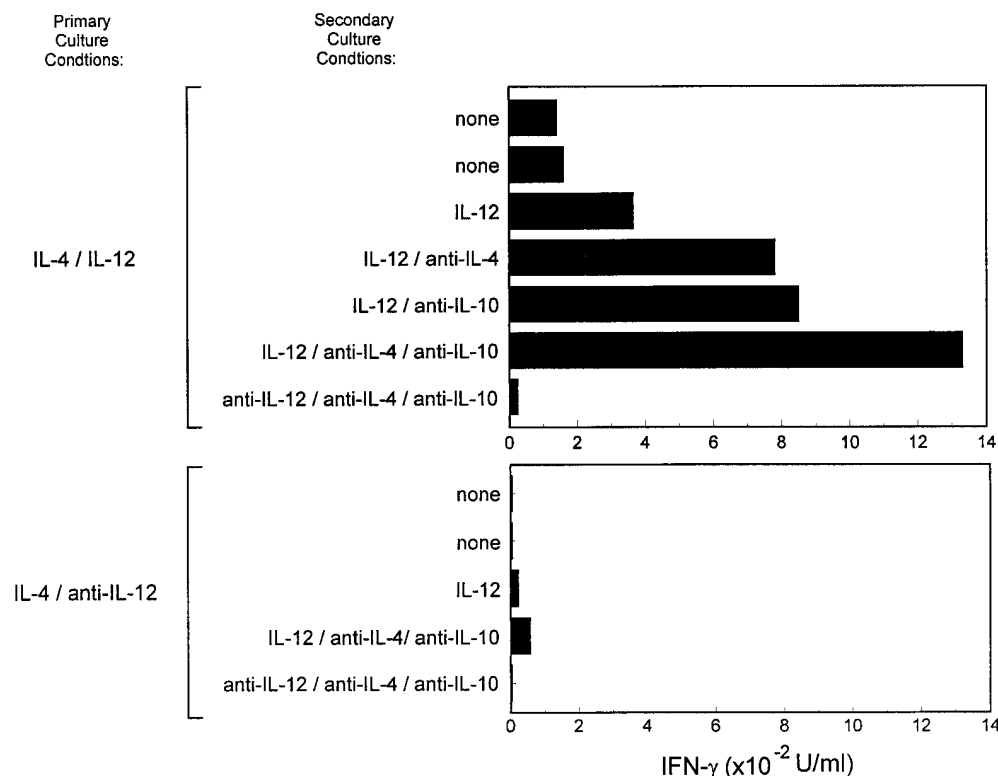 Primary
Culture
Condtions:
Secondary
Culture
Condtions:
IL-4 / IL-12
none
none
IL-12
IL-12 / anti-IL-4
IL-12 / anti-IL-10
IL-12 / anti-IL-4 / anti-IL-10
anti-IL-12 / anti-IL-4 / anti-IL-10
0 2 4 6 8 10 12 14
IL-4 / anti-IL-12
none
none
IL-12
IL-12 / anti-IL-4/ anti-IL-10
anti-IL-12 / anti-IL-4 / anti-IL-10
0 2 4 6 8 10 12 14
IFN-γ (x10⁻² U/ml)